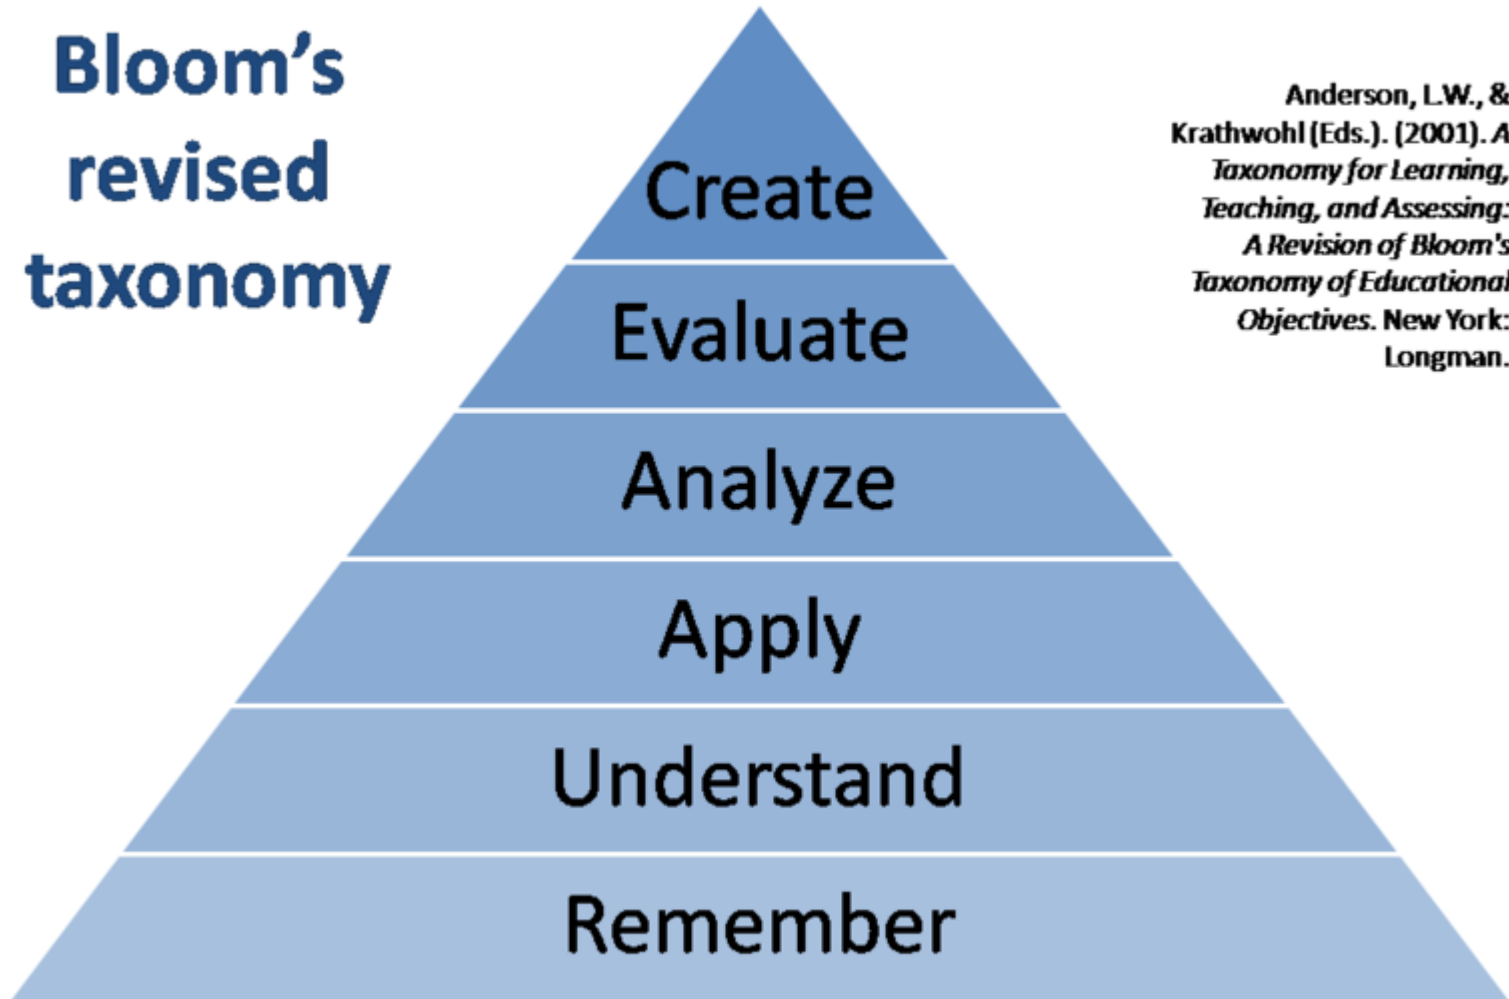 Bloom’s
revised
taxonomy
Anderson, L.W., &
Krathwohl (Eds.). (2001). A
Taxonomy for Learning,
Teaching, and Assessing:
A Revision of Bloom's
Taxonomy of Educational
Objectives. New York:
Longman.
Create
Evaluate
Analyze
Apply
Understand
Remember